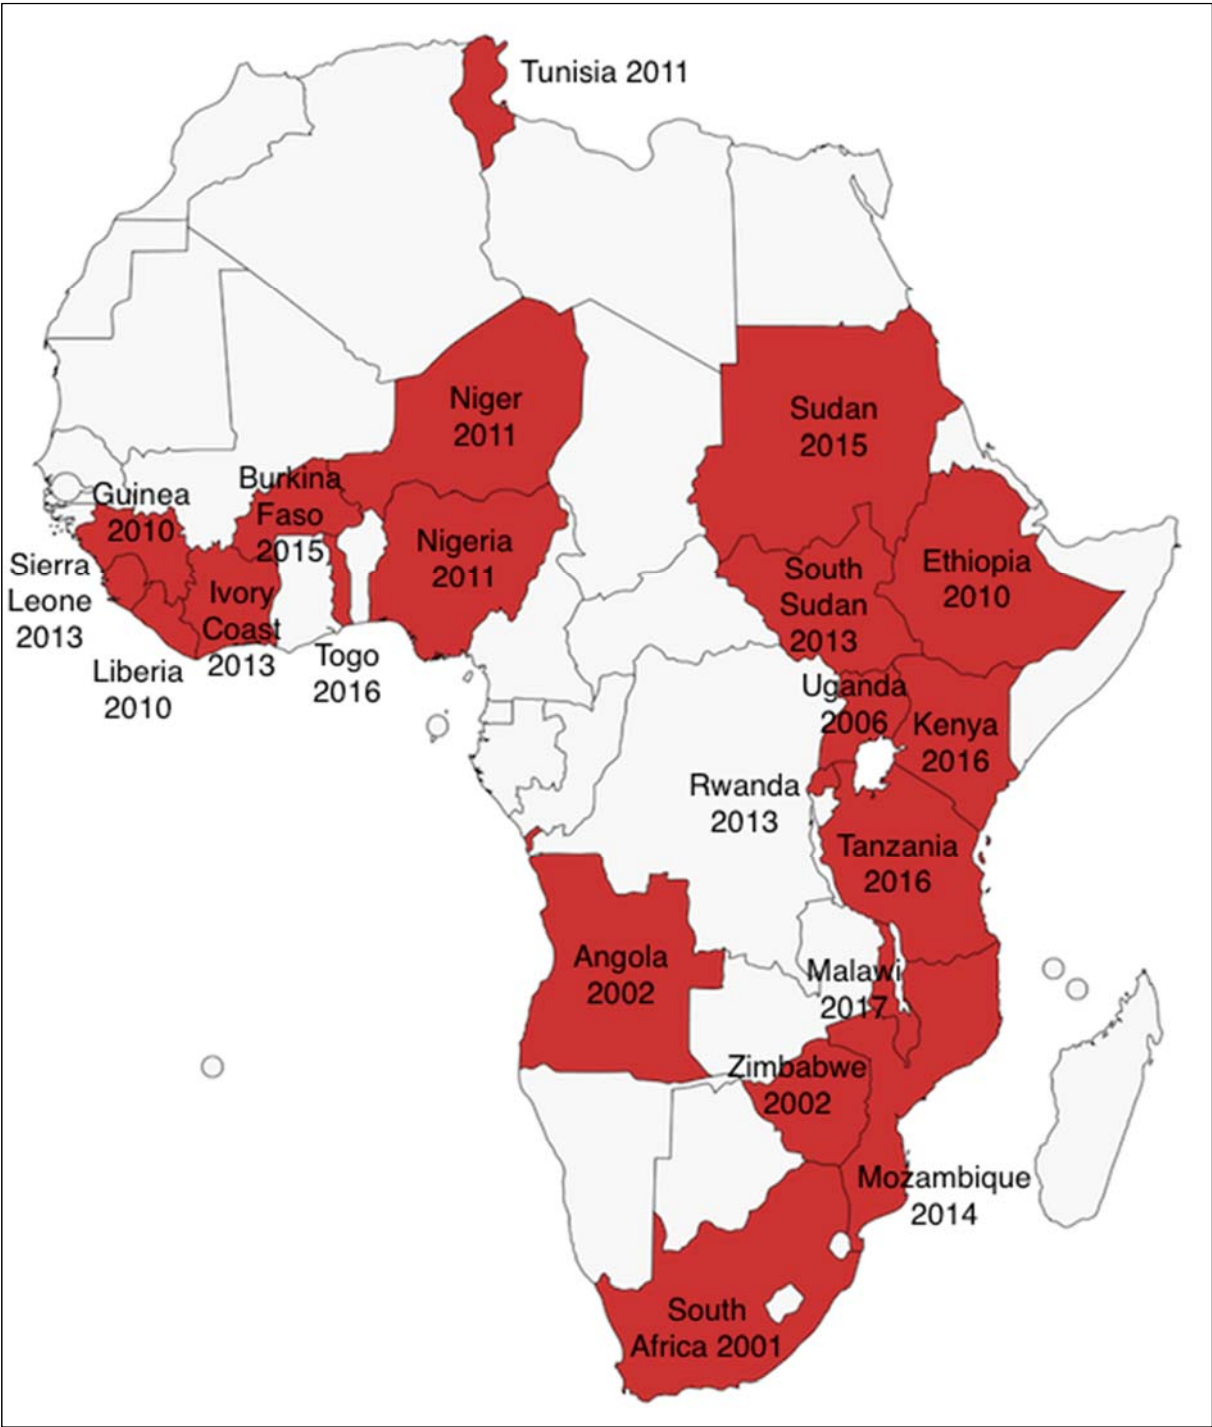 Tunisia 2011
Niger
2011
Sudan
2015
Burkina
Faso
2015
Guinea
2010
Nigeria
2011
Sierra
Leone
2013
Ivory
Coast
2013
Liberia
2010
Togo
2016
South
Sudan
2013
Ethiopia
2010
Uganda
2006
Kenya
2016
Rwanda
2013
Tanzania
2016
Angola
2002
Malawi
2017
Zimbabwe
2002
Mozambique
2014
South
Africa 2001